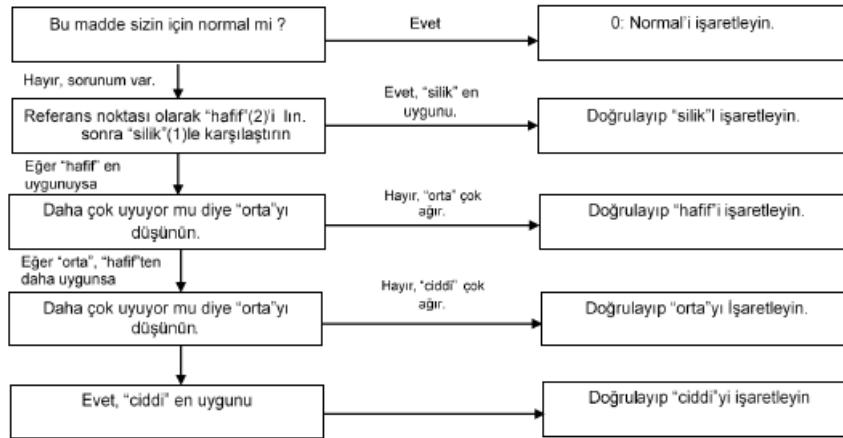 Bu madde sizin için normal mi ?
Evet
0: Normal'i işaretleyin.
Hayır, sorunum var.
Referans noktası olarak “hafif”(2)'i lın.
sonra “silik”(1)le karşılaştırın
Evet, “silik” en
uygunu.
Doğrulayıp “silik”I işaretleyin.
Eğer “hafif” en
uygunuysa
Daha çok uyuyor mu diye “orta”yı
düşünün.
Hayır, “orta” çok
ağır.
Doğrulayıp “hafif”i işaretleyin.
Eğer “orta”, “hafif”ten
daha uygunsa
Daha çok uyuyor mu diye “orta”yı
düşünün.
Hayır, “ciddi” çok
ağır.
Doğrulayıp “orta”yı İşaretleyin.
Evet, “ciddi” en uygunu
Doğrulayıp “ciddi”yi işaretleyin